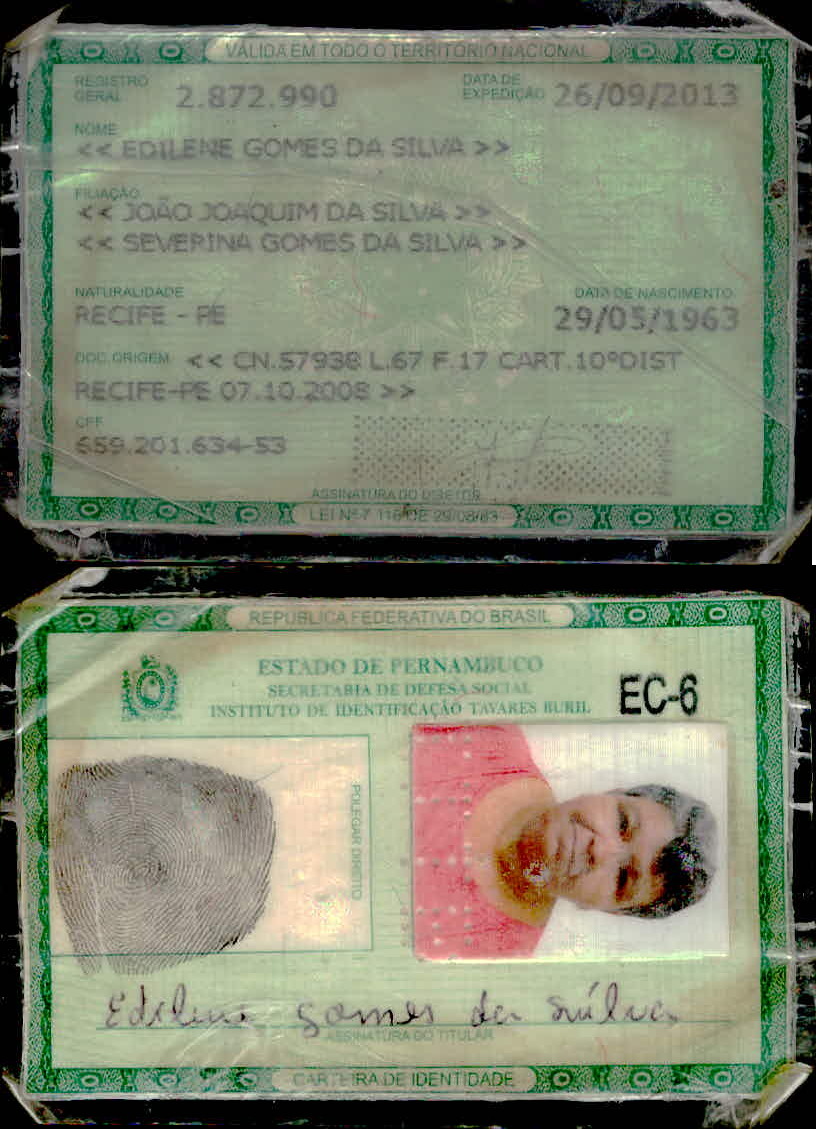 VÁLIDA EM TODO O TERRITÓRIO NACIONAL
REGISTRO GERAL 2.872.990 DATA DE EXPEDIÇÃO 26/09/2013
NOME
<< EDILENE GOMES DA SILVA >>
FILIAÇÃO
<< JOÃO JOAQUIM DA SILVA >>
<< SEVERINA GOMES DA SILVA >>
NATURALIDADE DATA DE NASCIMENTO
RECIFE - PE 29/05/1963
DOC. ORIGEM << CN.57938 L.67 F.17 CART.10ºDIST
RECIFE-PE 07.10.2008 >>
CPF
659.201.634-53
ASSINATURA DO DIRETOR
LEI Nº 7.116 DE 29/08/83
REPÚBLICA FEDERATIVA DO BRASIL
ESTADO DE PERNAMBUCO
SECRETARIA DE DEFESA SOCIAL
INSTITUTO DE IDENTIFICAÇÃO TAVARES BURIL
EC-6
POLEGAR DIREITO
Edilene Gomes da Silva
ASSINATURA DO TITULAR
CARTEIRA DE IDENTIDADE